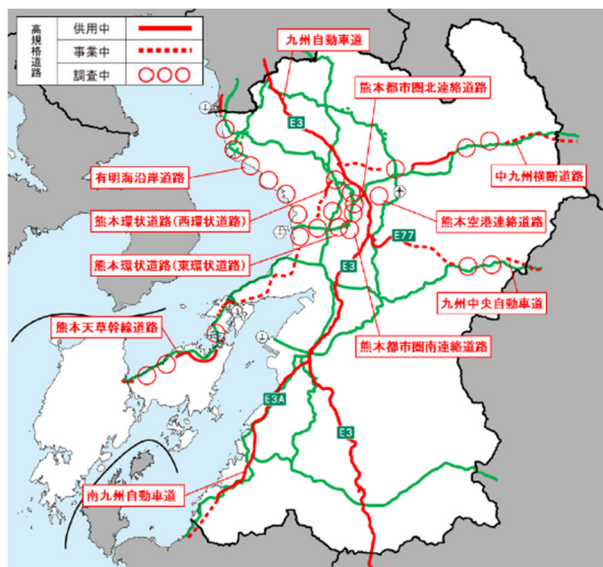 高規格道路
供用中
事業中
調査中
九州自動車道
熊本都市圏北連絡道路
E3
有明海沿岸道路
中九州横断道路
熊本環状道路(西環状道路)
熊本空港連絡道路
熊本環状道路(東環状道路)
E77
E3
九州中央自動車道
熊本天草幹線道路
熊本都市圏南連絡道路
E3A
E3
南九州自動車道